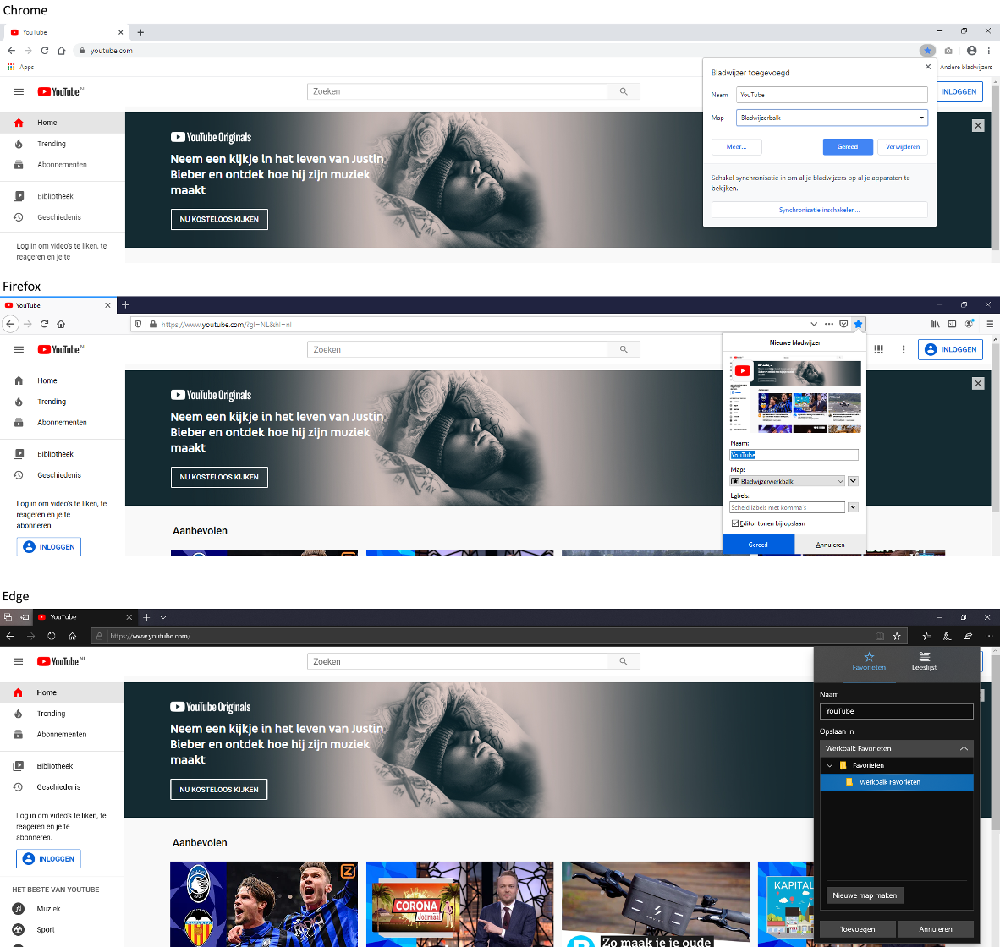 Chrome
YouTube
youtube.com
Apps
Andere bladwijzers
Bladwijzer toegevoegd
Naam
YouTube
Map
Bladwijzerbalk
Meer...
Gereed
Verwijderen
Schakel synchronisatie in om al je bladwijzers op al je apparaten te
bekijken.
Synchronisatie inschakelen...
YouTube NL
Zoeken
INLOGGEN
Home
Trending
Abonnementen
Bibliotheek
Geschiedenis
Log in om video's te liken, te
reageren en je te
YouTube Originals
Neem een kijkje in het leven van Justin
Bieber en ontdek hoe hij zijn muziek
maakt
NU KOSTELOOS KIJKEN
Firefox
YouTube
https://www.youtube.com/?gl=NL&hl=nl
YouTube NL
Zoeken
INLOGGEN
Home
Trending
Abonnementen
Bibliotheek
Geschiedenis
Log in om video's te liken, te
reageren en je te
abonneren.
INLOGGEN
YouTube Originals
Neem een kijkje in het leven van Justin
Bieber en ontdek hoe hij zijn muziek
maakt
NU KOSTELOOS KIJKEN
Aanbevolen
Nieuwe bladwijzer
Naam:
YouTube
Map:
Bladwijzerwerkbalk
Labels:
Scheid labels met komma's
Editor tonen bij opslaan
Gereed
Annuleren
Edge
YouTube
https://www.youtube.com/
YouTube NL
Zoeken
Home
Trending
Abonnementen
Bibliotheek
Geschiedenis
Log in om video's te liken, te
reageren en je te
abonneren.
INLOGGEN
HET BESTE VAN YOUTUBE
Muziek
Sport
YouTube Originals
Neem een kijkje in het leven van Justin
Bieber en ontdek hoe hij zijn muziek
maakt
NU KOSTELOOS KIJKEN
Aanbevolen
ATALANTA
VALENCIA
CORONA
Jornaal
Zo maak je je oude
KAPITAL
Favorieten
Leeslijst
Naam
YouTube
Opslaan in
Werkbalk Favorieten
Favorieten
Werkbalk Favorieten
Nieuwe map maken
Toevoegen
Annuleren